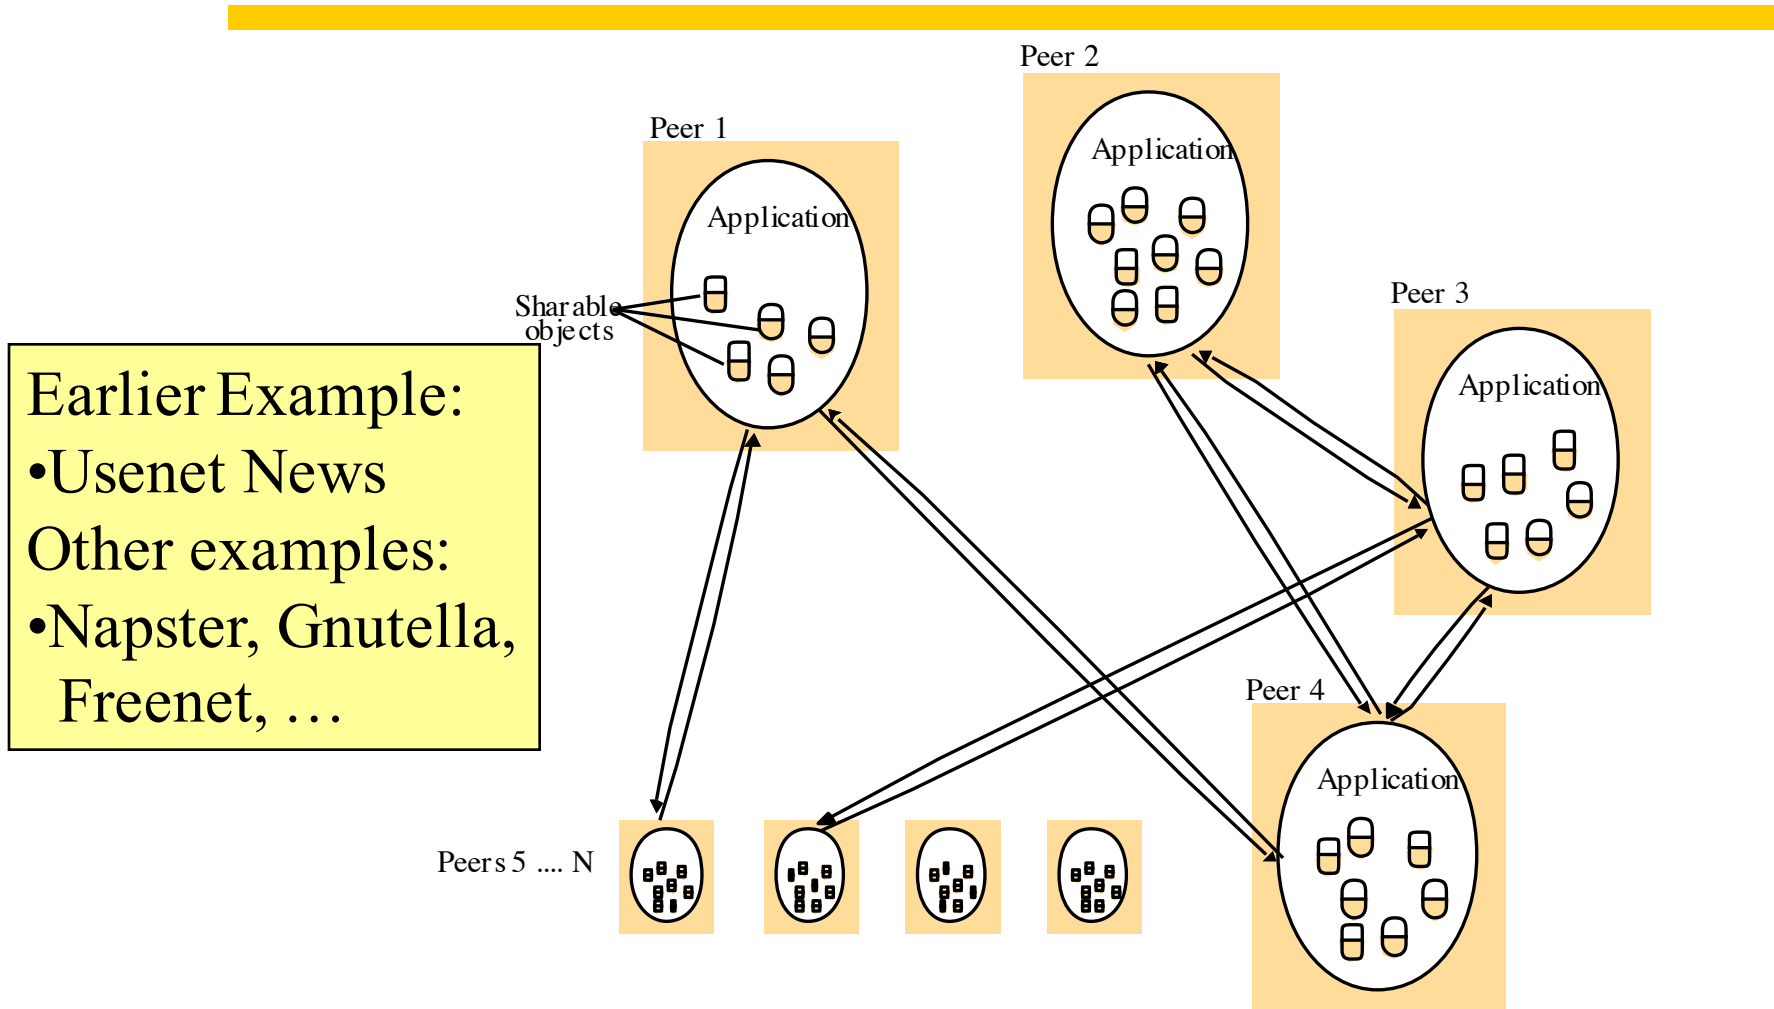 Peer 2
Peer 1
Application
Application
Sharable
objects
Peer 3
Application
Earlier Example:
•Usenet News
Other examples:
•Napster, Gnutella,
Freenet, …
Peer 4
Application
Peers 5 .... N